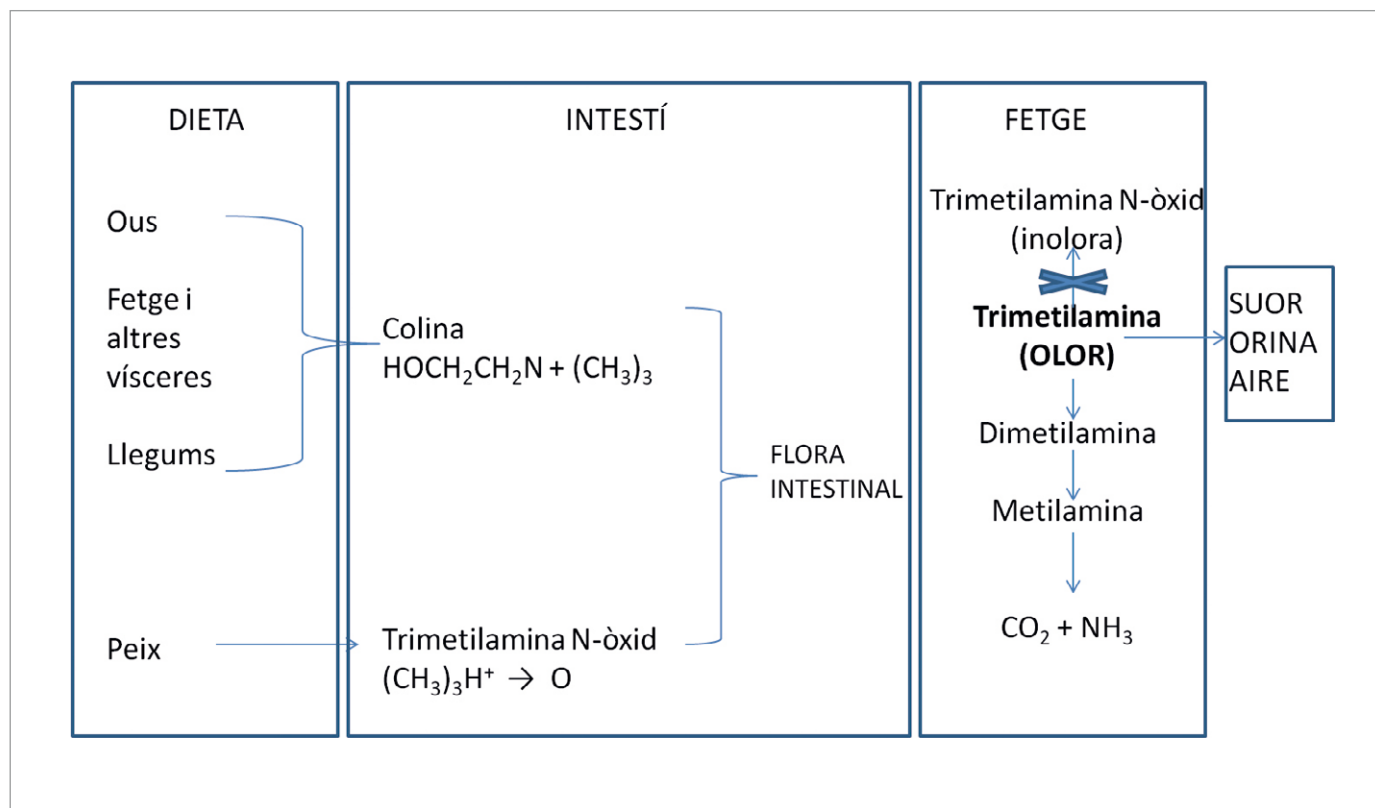 DIETA
Ous
Fetge i
altres
vísceres
Llegums
Peix
INTESTÍ
Colina
HOCH₂CH₂N + (CH₃)₃
FLORA
INTESTINAL
Trimetilamina N-òxid
(CH₃)₃H⁺ → O
FETGE
Trimetilamina N-òxid
(inolora)
Trimetilamina
(OLOR)
Dimetilamina
Metilamina
CO₂ + NH₃
SUOR
ORINA
AIRE